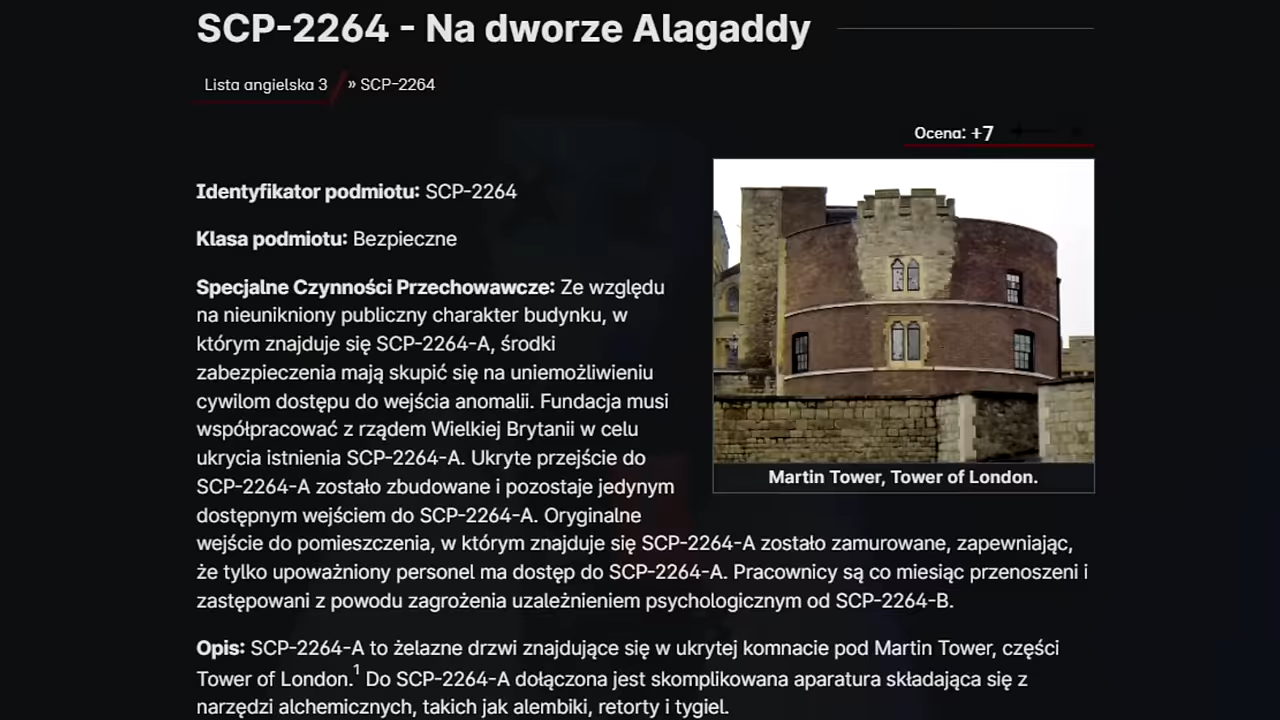 SCP-2264 - Na dworze Alagaddy
Lista angielska 3 » SCP-2264
Ocena: +7
Identyfikator podmiotu: SCP-2264
Klasa podmiotu: Bezpieczne
Specjalne Czynności Przechowawcze: Ze względu
na nieunikniony publiczny charakter budynku, w
którym znajduje się SCP-2264-A, środki
zabezpieczenia mają skupić się na uniemożliwieniu
cywilom dostępu do wejścia anomalii. Fundacja musi
współpracować z rządem Wielkiej Brytanii w celu
ukrycia istnienia SCP-2264-A. Ukryte przejście do
SCP-2264-A zostało zbudowane i pozostaje jedynym
dostępnym wejściem do SCP-2264-A. Oryginalne
wejście do pomieszczenia, w którym znajduje się SCP-2264-A zostało zamurowane, zapewniając,
że tylko upoważniony personel ma dostęp do SCP-2264-A. Pracownicy są co miesiąc przenoszeni i
zastępowani z powodu zagrożenia uzależnieniem psychologicznym od SCP-2264-B.
Martin Tower, Tower of London.
Opis: SCP-2264-A to żelazne drzwi znajdujące się w ukrytej komnacie pod Martin Tower, części
Tower of London.1 Do SCP-2264-A dołączona jest skomplikowana aparatura składająca się z
narzędzi alchemicznych, takich jak alembiki, retorty i tygiel.